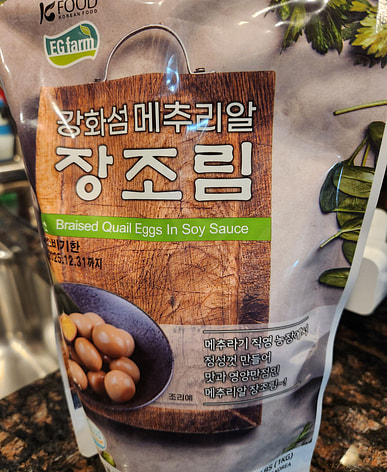 K FOOD
KOREAN FOOD
EGfarm
강화섬 메추리알
장조림
Braised Quail Eggs In Soy Sauce
소비기한
2025.12.31까지
메추라기 직영 농장에서
정성껏 만들어
맛과 영양만점인
메추리알 장조림~!
조리예
LBS (1KG)
KOREA